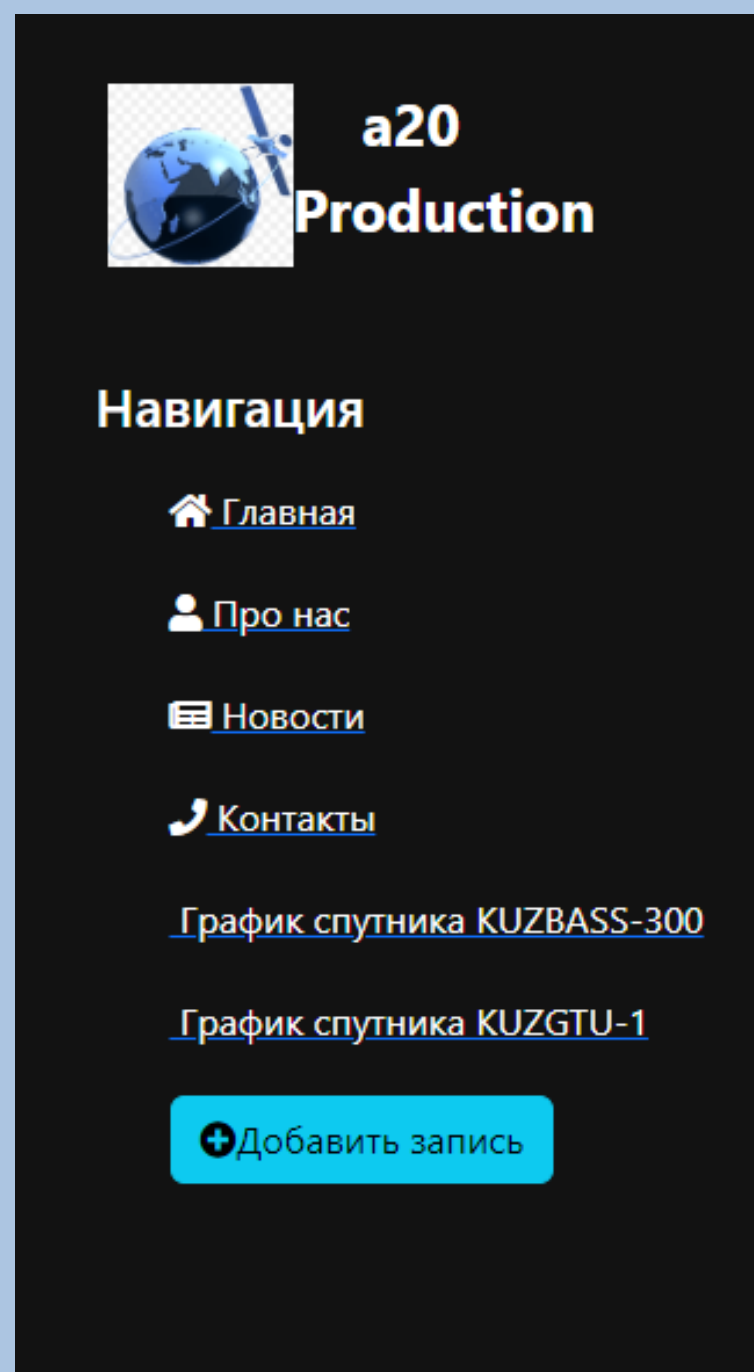 a20
Production
Навигация
Главная
Про нас
Новости
Контакты
График спутника KUZBASS-300
График спутника KUZGTU-1
Добавить запись